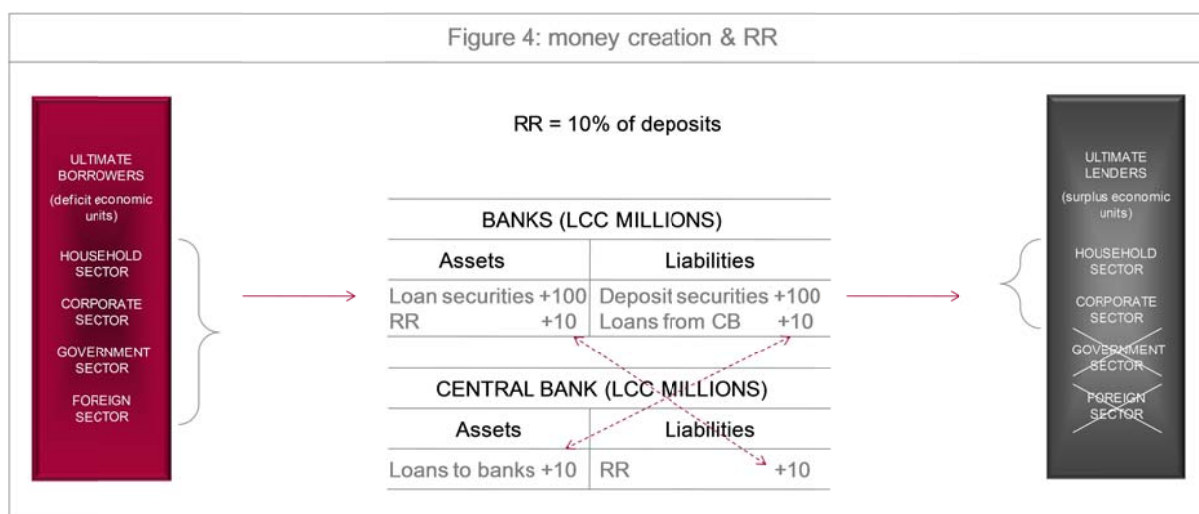 Figure 4: money creation & RR
RR = 10% of deposits
ULTIMATE
BORROWERS
(deficit economic
units)
HOUSEHOLD
SECTOR
CORPORATE
SECTOR
GOVERNMENT
SECTOR
FOREIGN
SECTOR
BANKS (LCC MILLIONS)
Assets Liabilities
Loan securities +100 Deposit securities +100
RR +10 Loans from CB +10
CENTRAL BANK (LCC MILLIONS)
Assets Liabilities
Loans to banks +10 RR +10
ULTIMATE
LENDERS
(surplus economic
units)
HOUSEHOLD
SECTOR
CORPORATE
SECTOR
GOVERNMENT
SECTOR
FOREIGN
SECTOR